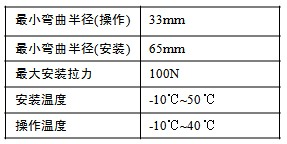 最小弯曲半径(操作) 33mm
最小弯曲半径(安装) 65mm
最大安装拉力 100N
安装温度 -10℃~50℃
操作温度 -10℃~40℃